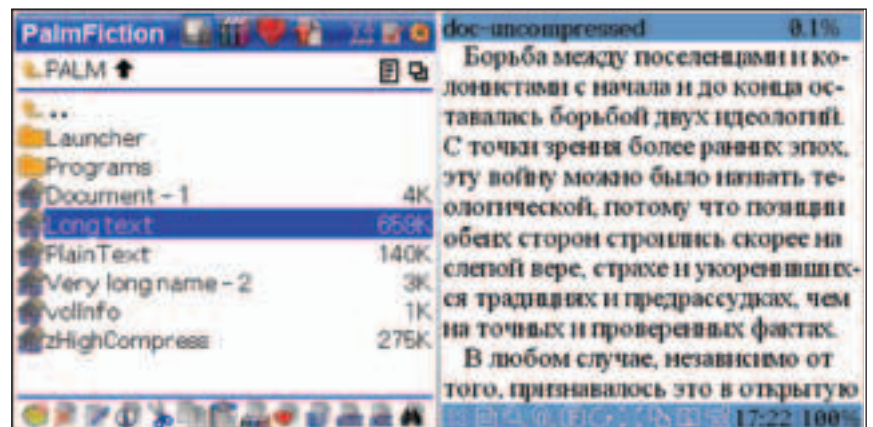 PalmFiction
PALM
..
Launcher
Programs
Document - 1 4K
Long text 659K
PlainText 140K
Very long name - 2 3K
volInfo 1K
zHighCompress 275K
doc-uncompressed 0.1%
Борьба между поселенцами и ко-
лонистами с начала и до конца ос-
тавалась борьбой двух идеологий.
С точки зрения более ранних эпох,
эту войну можно было назвать те-
ологической, потому что позиции
обеих сторон строились скорее на
слепой вере, страхе и укоренивших-
ся традициях и предрассудках, чем
на точных и проверенных фактах.
В любом случае, независимо от
того, признавалось это в открытую
17:22 100%